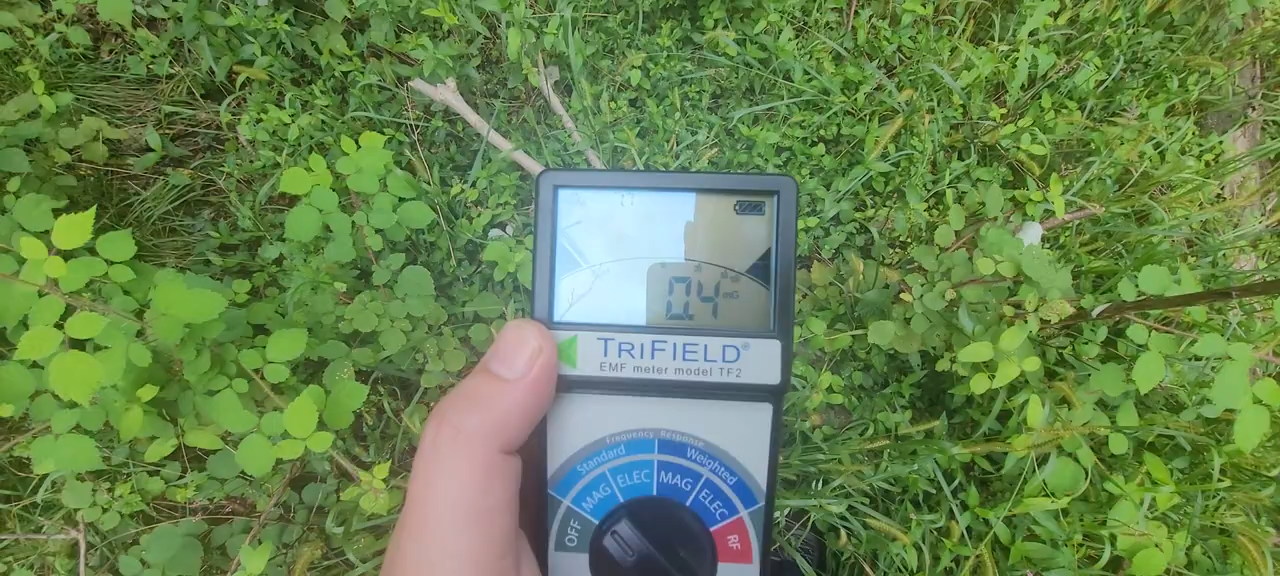 0.4 mG
TRIFIELD®
EMF meter model TF2
Frequency Response
Standard Weighted
MAG ELEC MAG ELEC
OFF RF